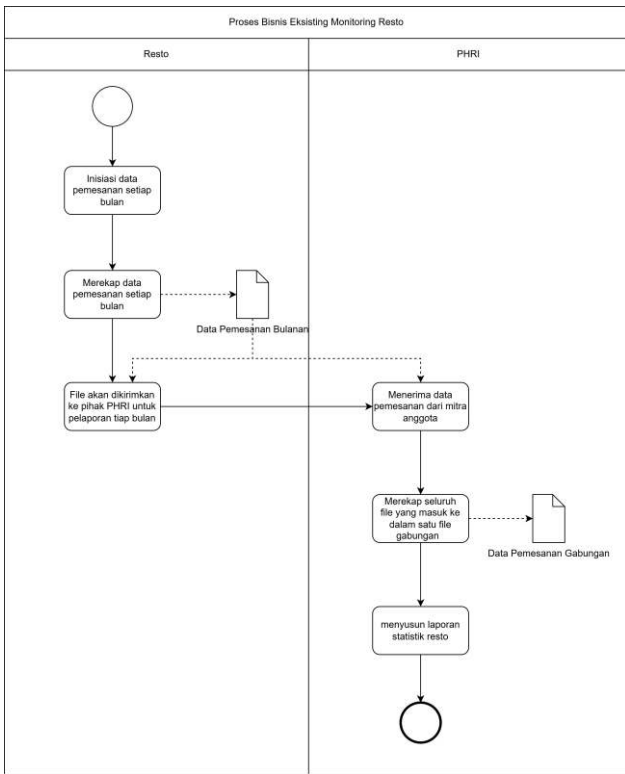 Proses Bisnis Eksisting Monitoring Resto
Resto
PHRI
Inisiasi data
pemesanan setiap
bulan
Merekap data
pemesanan setiap
bulan
Data Pemesanan Bulanan
File akan dikirimkan
ke pihak PHRI untuk
pelaporan tiap bulan
Menerima data
pemesanan dari mitra
anggota
Merekap seluruh
file yang masuk ke
dalam satu file
gabungan
Data Pemesanan Gabungan
menyusun laporan
statistik resto